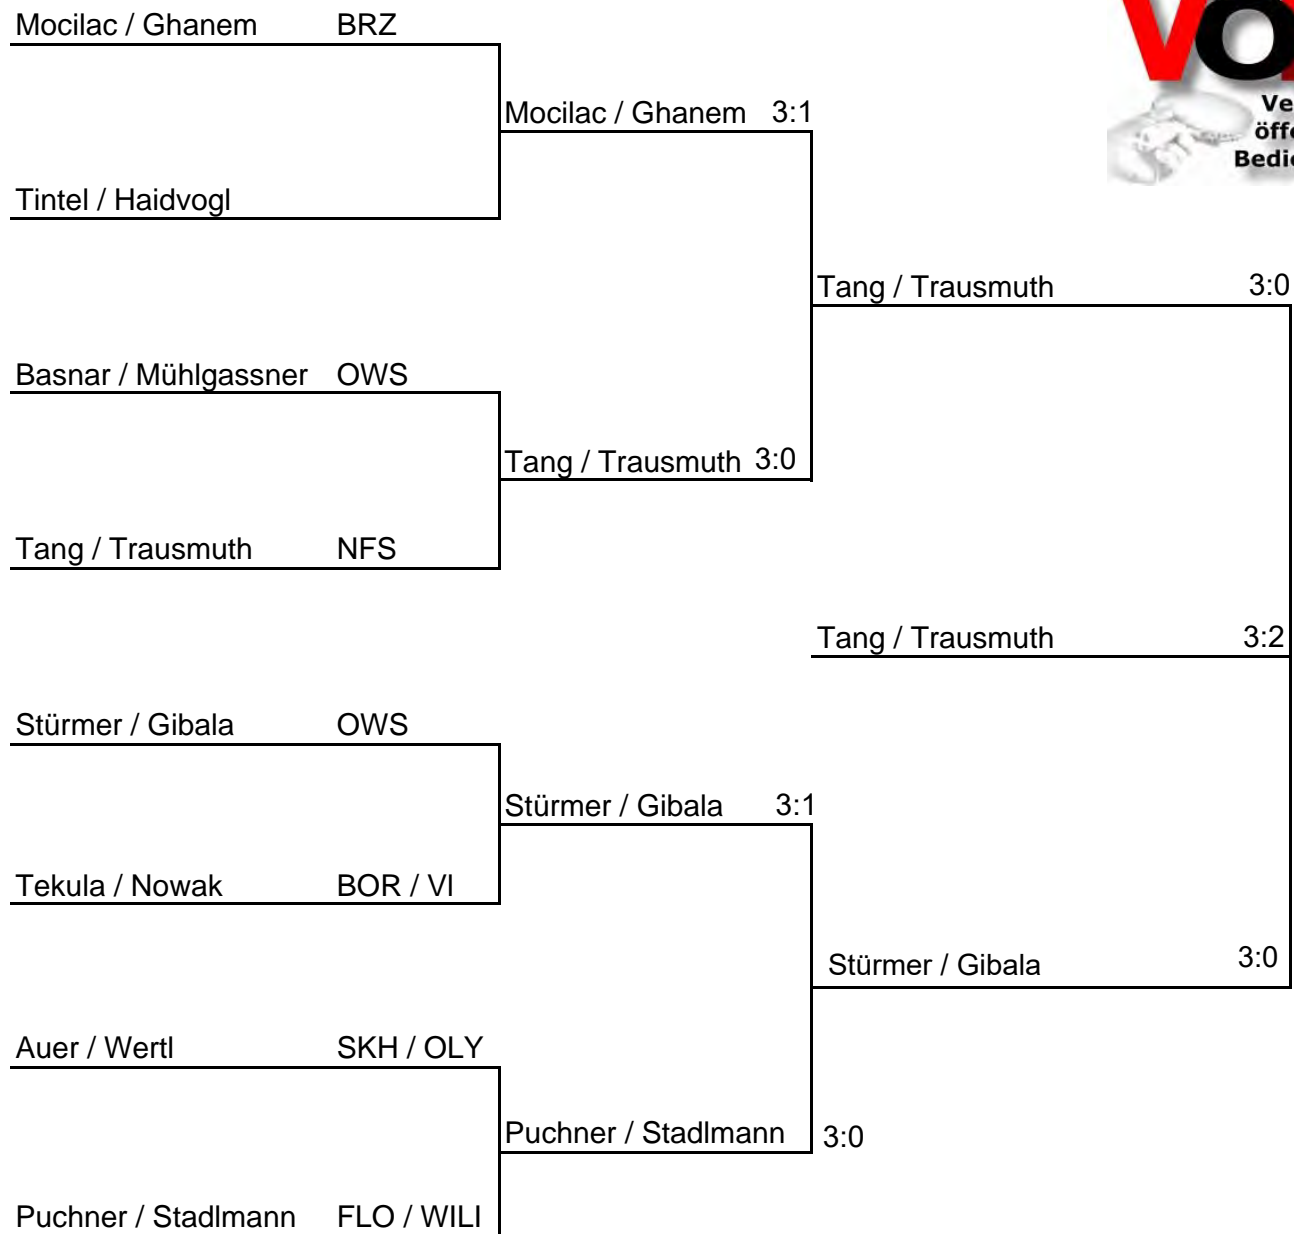 Mocilac / Ghanem BRZ
Mocilac / Ghanem 3:1
Tintel / Haidvogl
Tang / Trausmuth 3:0
Basnar / Mühlgassner OWS
Tang / Trausmuth 3:0
Tang / Trausmuth NFS
Tang / Trausmuth 3:2
Stürmer / Gibala OWS
Stürmer / Gibala 3:1
Tekula / Nowak BOR / VI
Stürmer / Gibala 3:0
Auer / Wertl SKH / OLY
Puchner / Stadlmann 3:0
Puchner / Stadlmann FLO / WILI